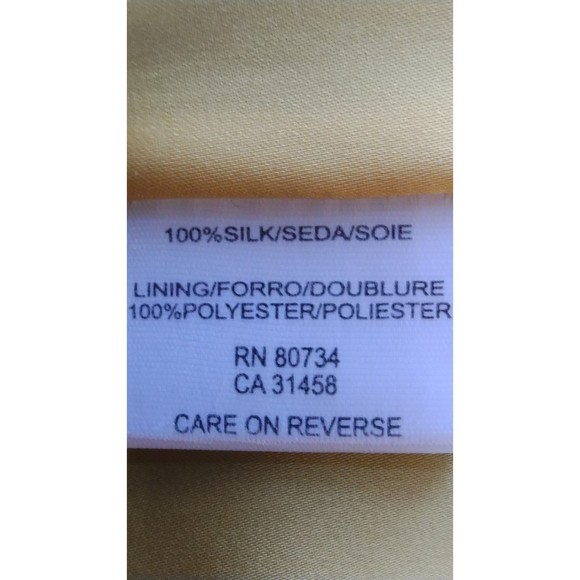 100%SILK/SEDA/SOIE
LINING/FORRO/DOUBLURE
100%POLYESTER/POLIESTER
RN 80734
CA 31458
CARE ON REVERSE